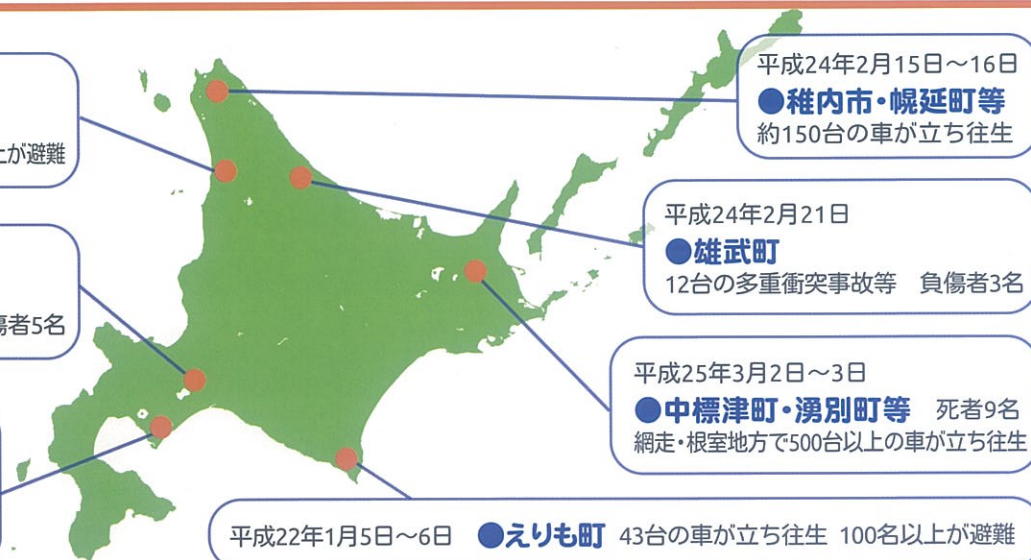 上が避難
傷者5名
平成24年2月15日～16日
●稚内市・幌延町等
約150台の車が立ち往生
平成24年2月21日
●雄武町
12台の多重衝突事故等　負傷者3名
平成25年3月2日～3日
●中標津町・湧別町等　死者9名
網走・根室地方で500台以上の車が立ち往生
平成22年1月5日～6日　●えりも町　43台の車が立ち往生　100名以上が避難